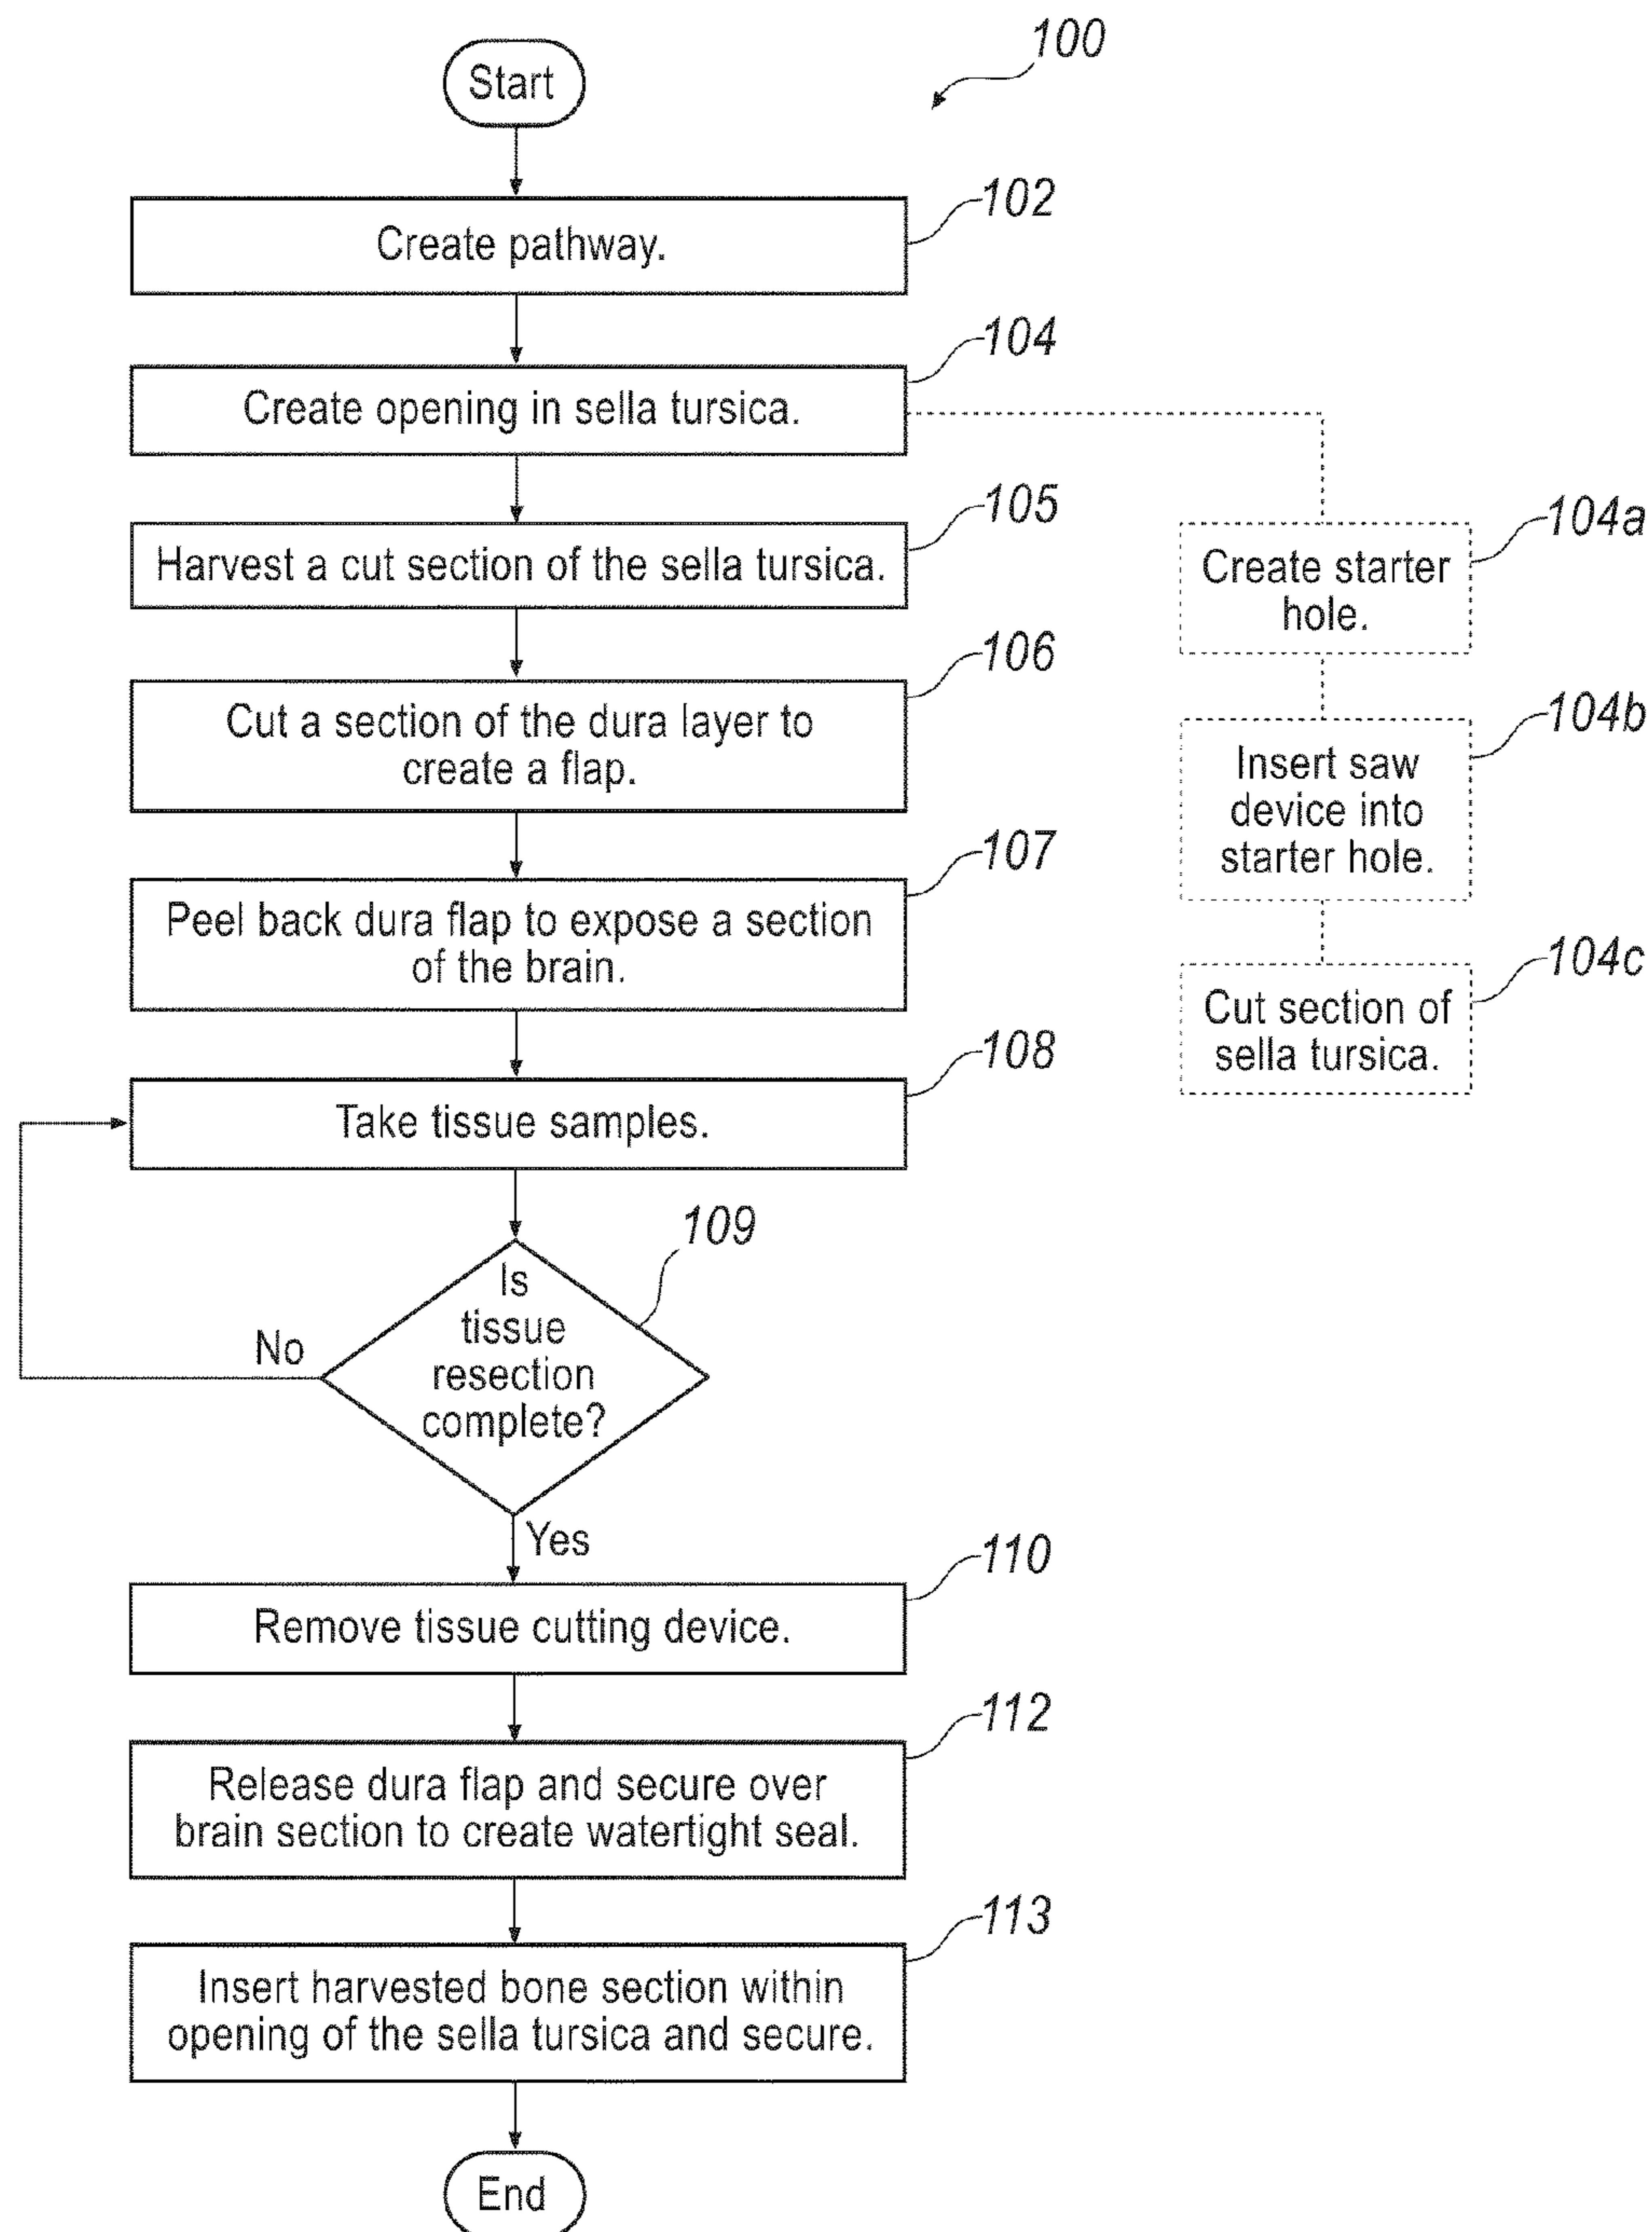 100
Start
102
Create pathway.
104
Create opening in sella tursica.
105
Harvest a cut section of the sella tursica.
104a
Create starter
hole.
106
Cut a section of the dura layer to
create a flap.
104b
Insert saw
device into
starter hole.
107
Peel back dura flap to expose a section
of the brain.
104c
Cut section of
sella tursica.
108
Take tissue samples.
109
Is
tissue
resection
complete?
No
Yes
110
Remove tissue cutting device.
112
Release dura flap and secure over
brain section to create watertight seal.
113
Insert harvested bone section within
opening of the sella tursica and secure.
End